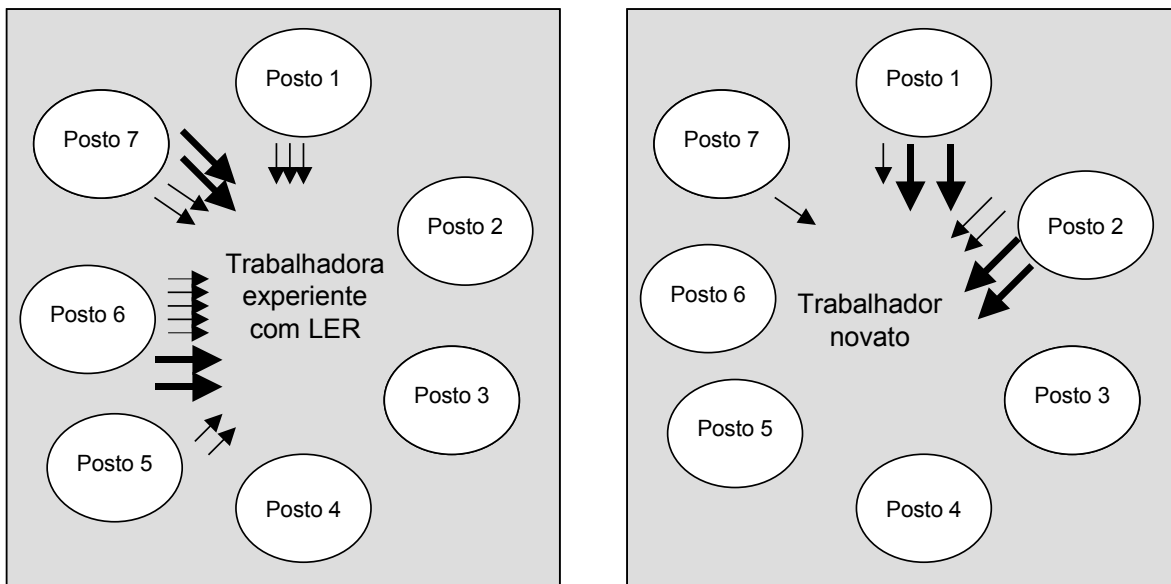 Posto 1
Posto 7
Posto 2
Trabalhadora
experiente
com LER
Posto 6
Posto 3
Posto 5
Posto 4
Posto 1
Posto 7
Posto 2
Posto 6
Trabalhador
novato
Posto 3
Posto 5
Posto 4